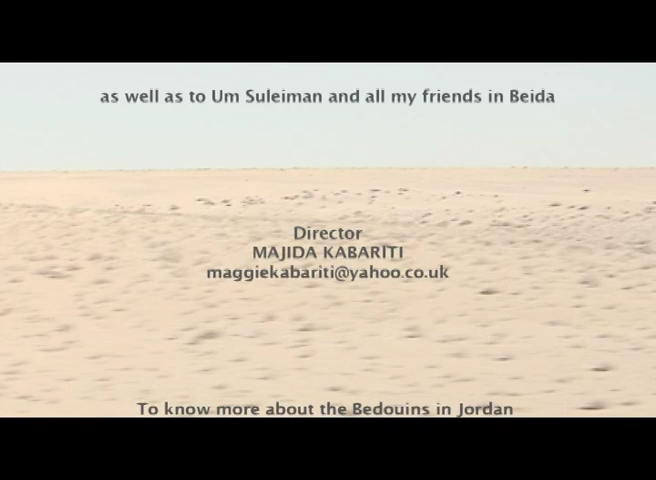 as well as to Um Suleiman and all my friends in Beida
Director
MAJIDA KABARITI
maggiekabariti@yahoo.co.uk
To know more about the Bedouins in Jordan